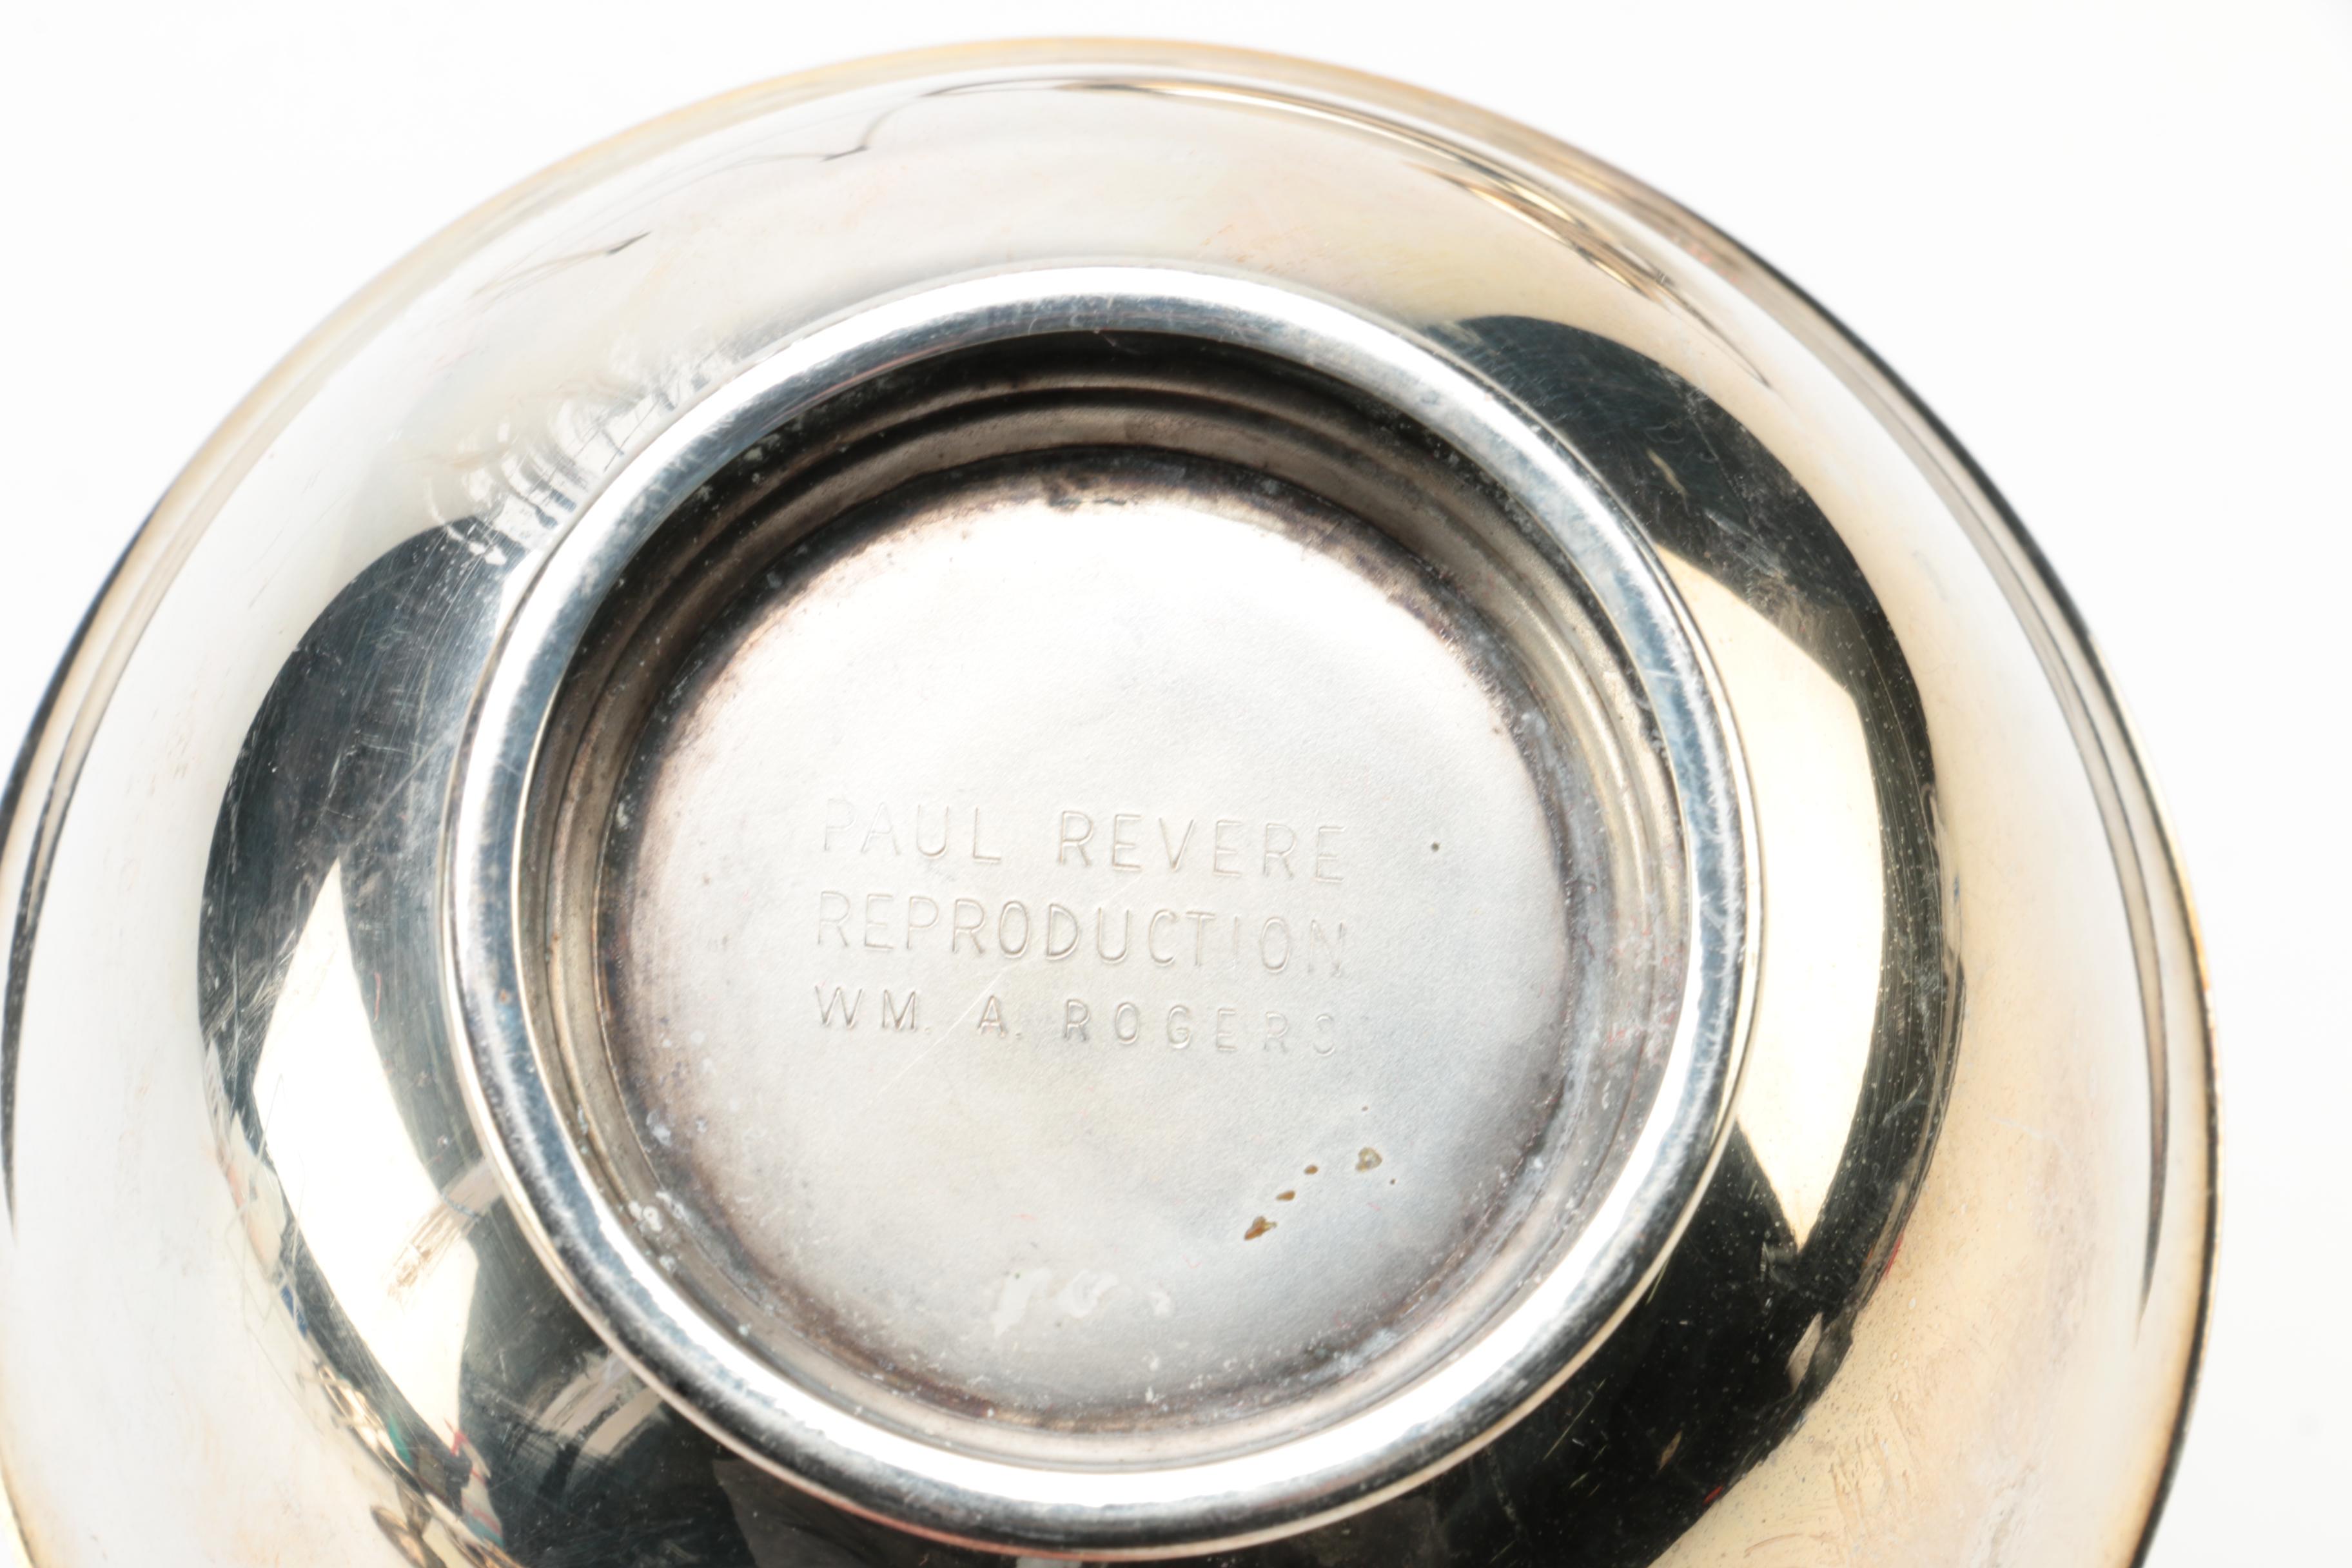 PAUL REVERE
REPRODUCTION
WM. A. ROGERS